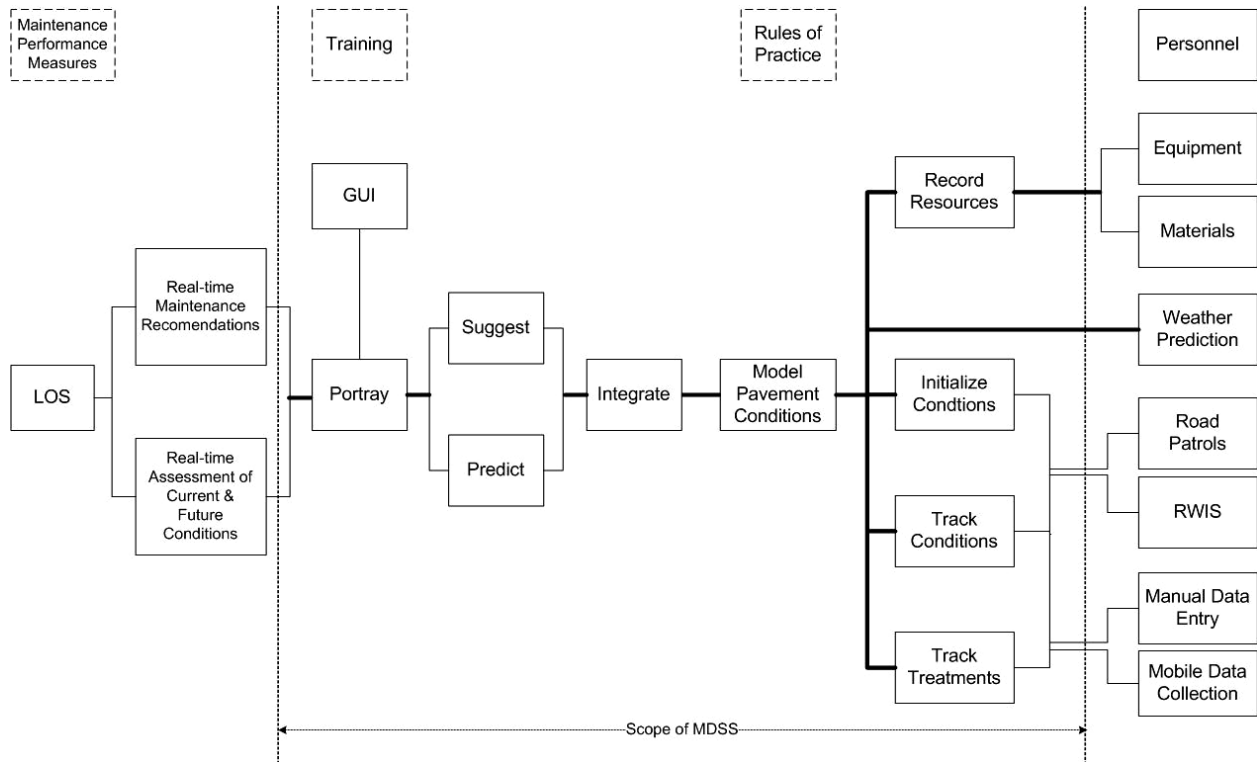 Maintenance
Performance
Measures
Training
Rules of
Practice
Personnel
Equipment
GUI
Record
Resources
Materials
Real-time
Maintenance
Recomendations
Suggest
Weather
Prediction
LOS
Portray
Integrate
Model
Pavement
Conditions
Initialize
Condtions
Road
Patrols
Real-time
Assessment of
Current &
Future
Conditions
Predict
Track
Conditions
RWIS
Manual Data
Entry
Track
Treatments
Mobile Data
Collection
Scope of MDSS